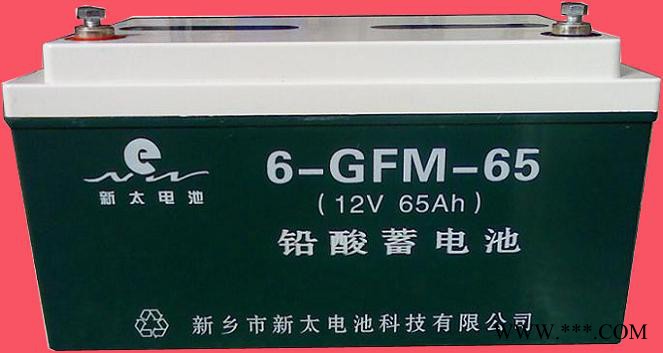 新太电池
6-GFM-65
(12V 65Ah)
铅酸蓄电池
新乡市新太电池科技有限公司
WWW.***.COM